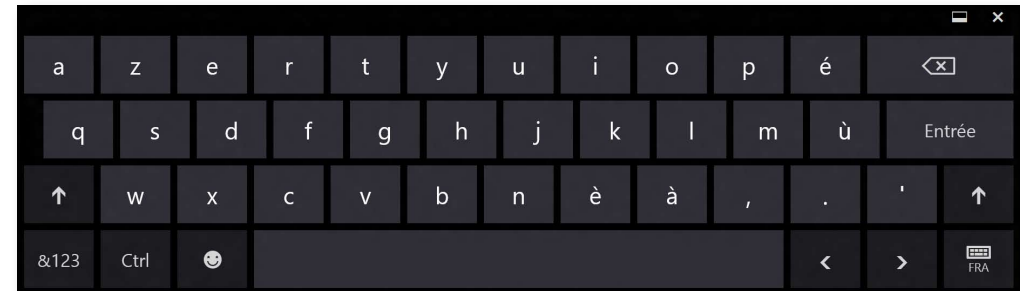 a z e r t y u i o p é
q s d f g h j k l m ù Entrée
w x c v b n è à , . '
&123 Ctrl < >
FRA